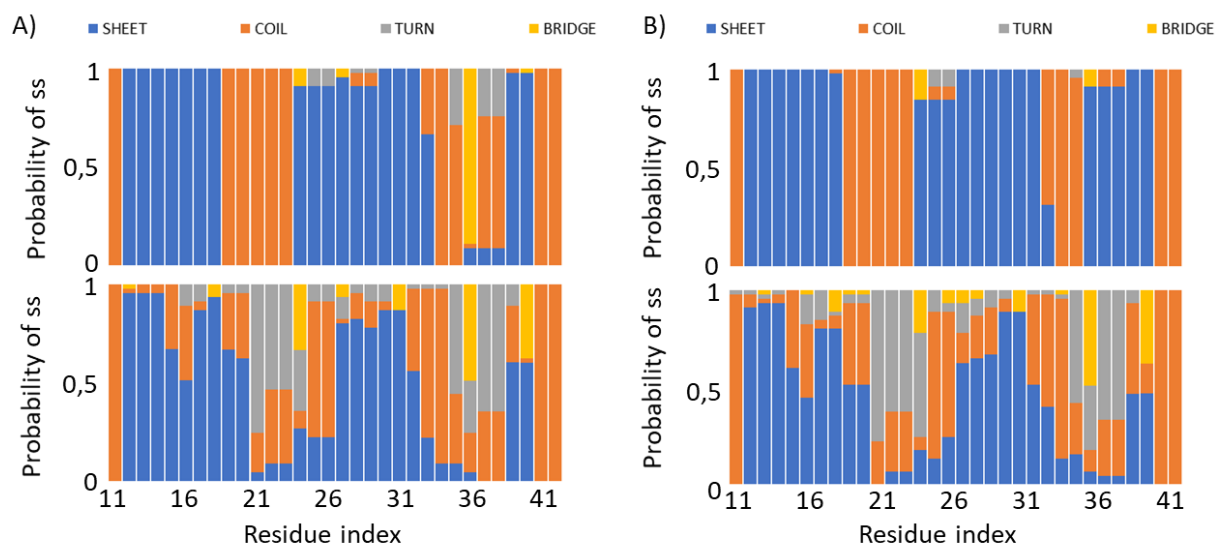 A)
SHEET COIL TURN BRIDGE
Probability of ss
1
0,5
0
Probability of ss
1
0,5
0
11 16 21 26 31 36 41
Residue index
B)
SHEET COIL TURN BRIDGE
Probability of ss
1
0,5
0
Probability of ss
1
0,5
0
11 16 21 26 31 36 41
Residue index